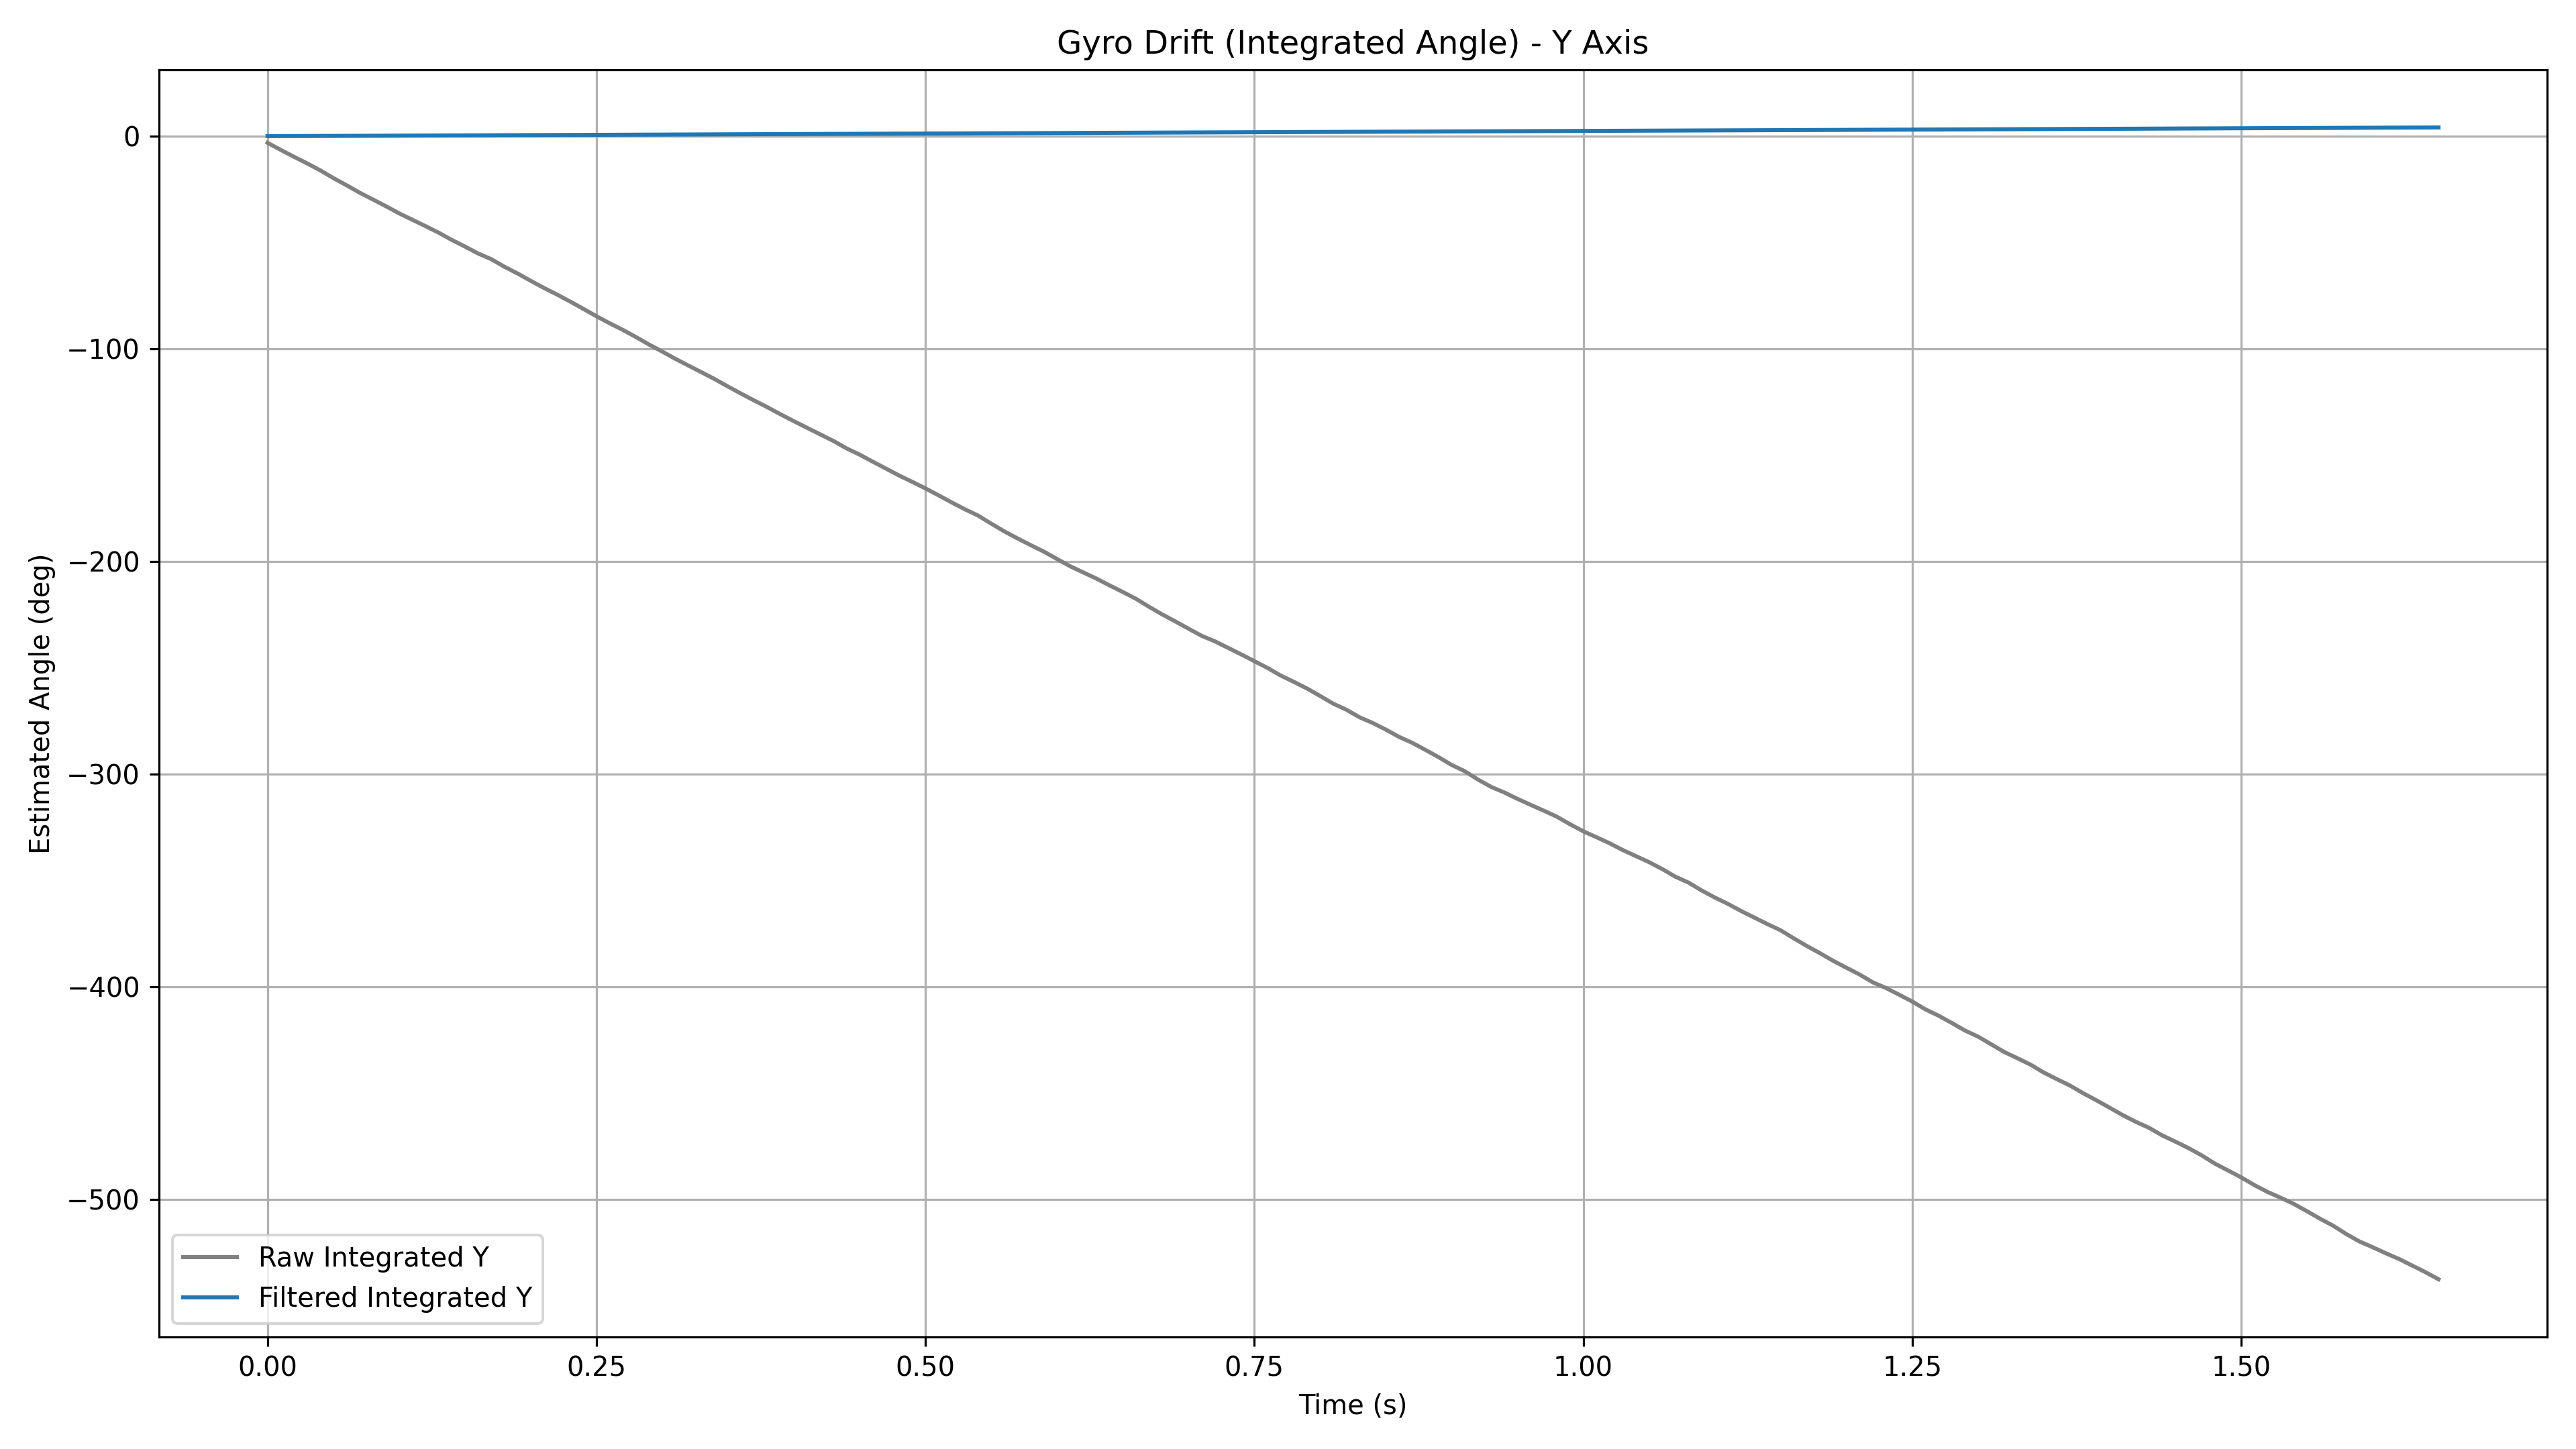 Gyro Drift (Integrated Angle) - Y Axis
Estimated Angle (deg)
0
−100
−200
−300
−400
−500
Raw Integrated Y
Filtered Integrated Y
0.00 0.25 0.50 0.75 1.00 1.25 1.50
Time (s)